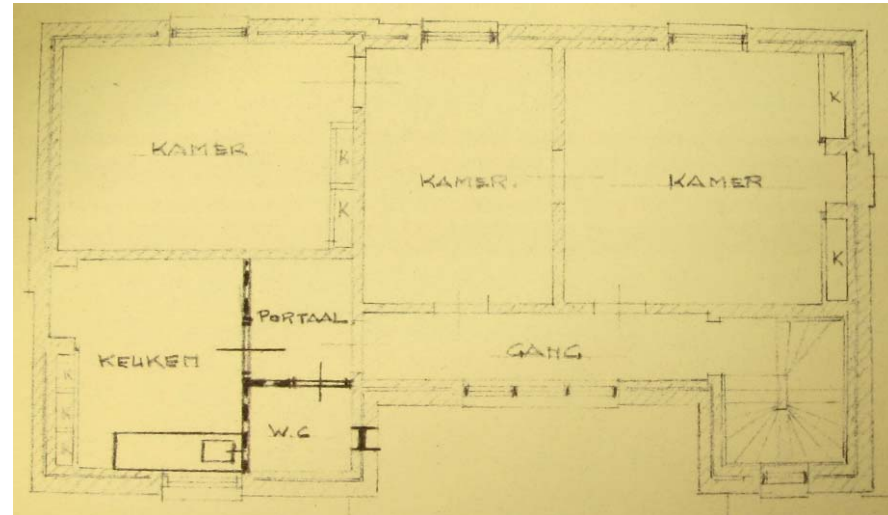 KAMER
K
K
KAMER.
KAMER
K
K
PORTAAL
KEUKEN
GANG
K
K
K
W.C